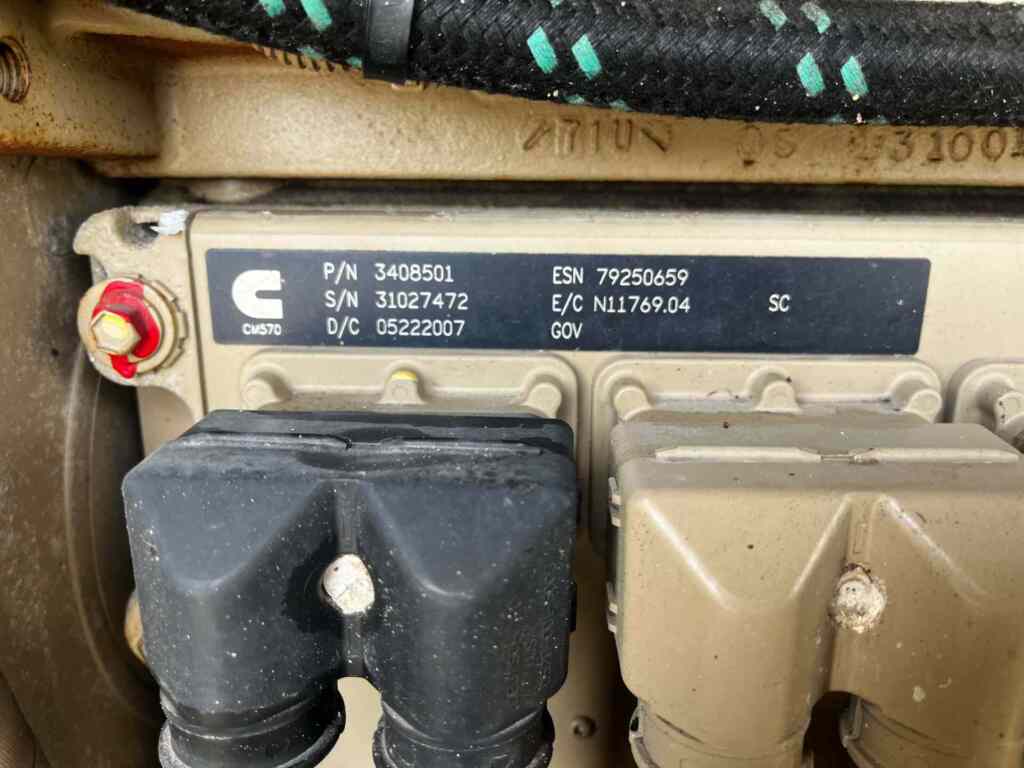 P/N 3408501 ESN 79250659
S/N 31027472 E/C N11769.04 SC
CM570 D/C 05222007 GOV